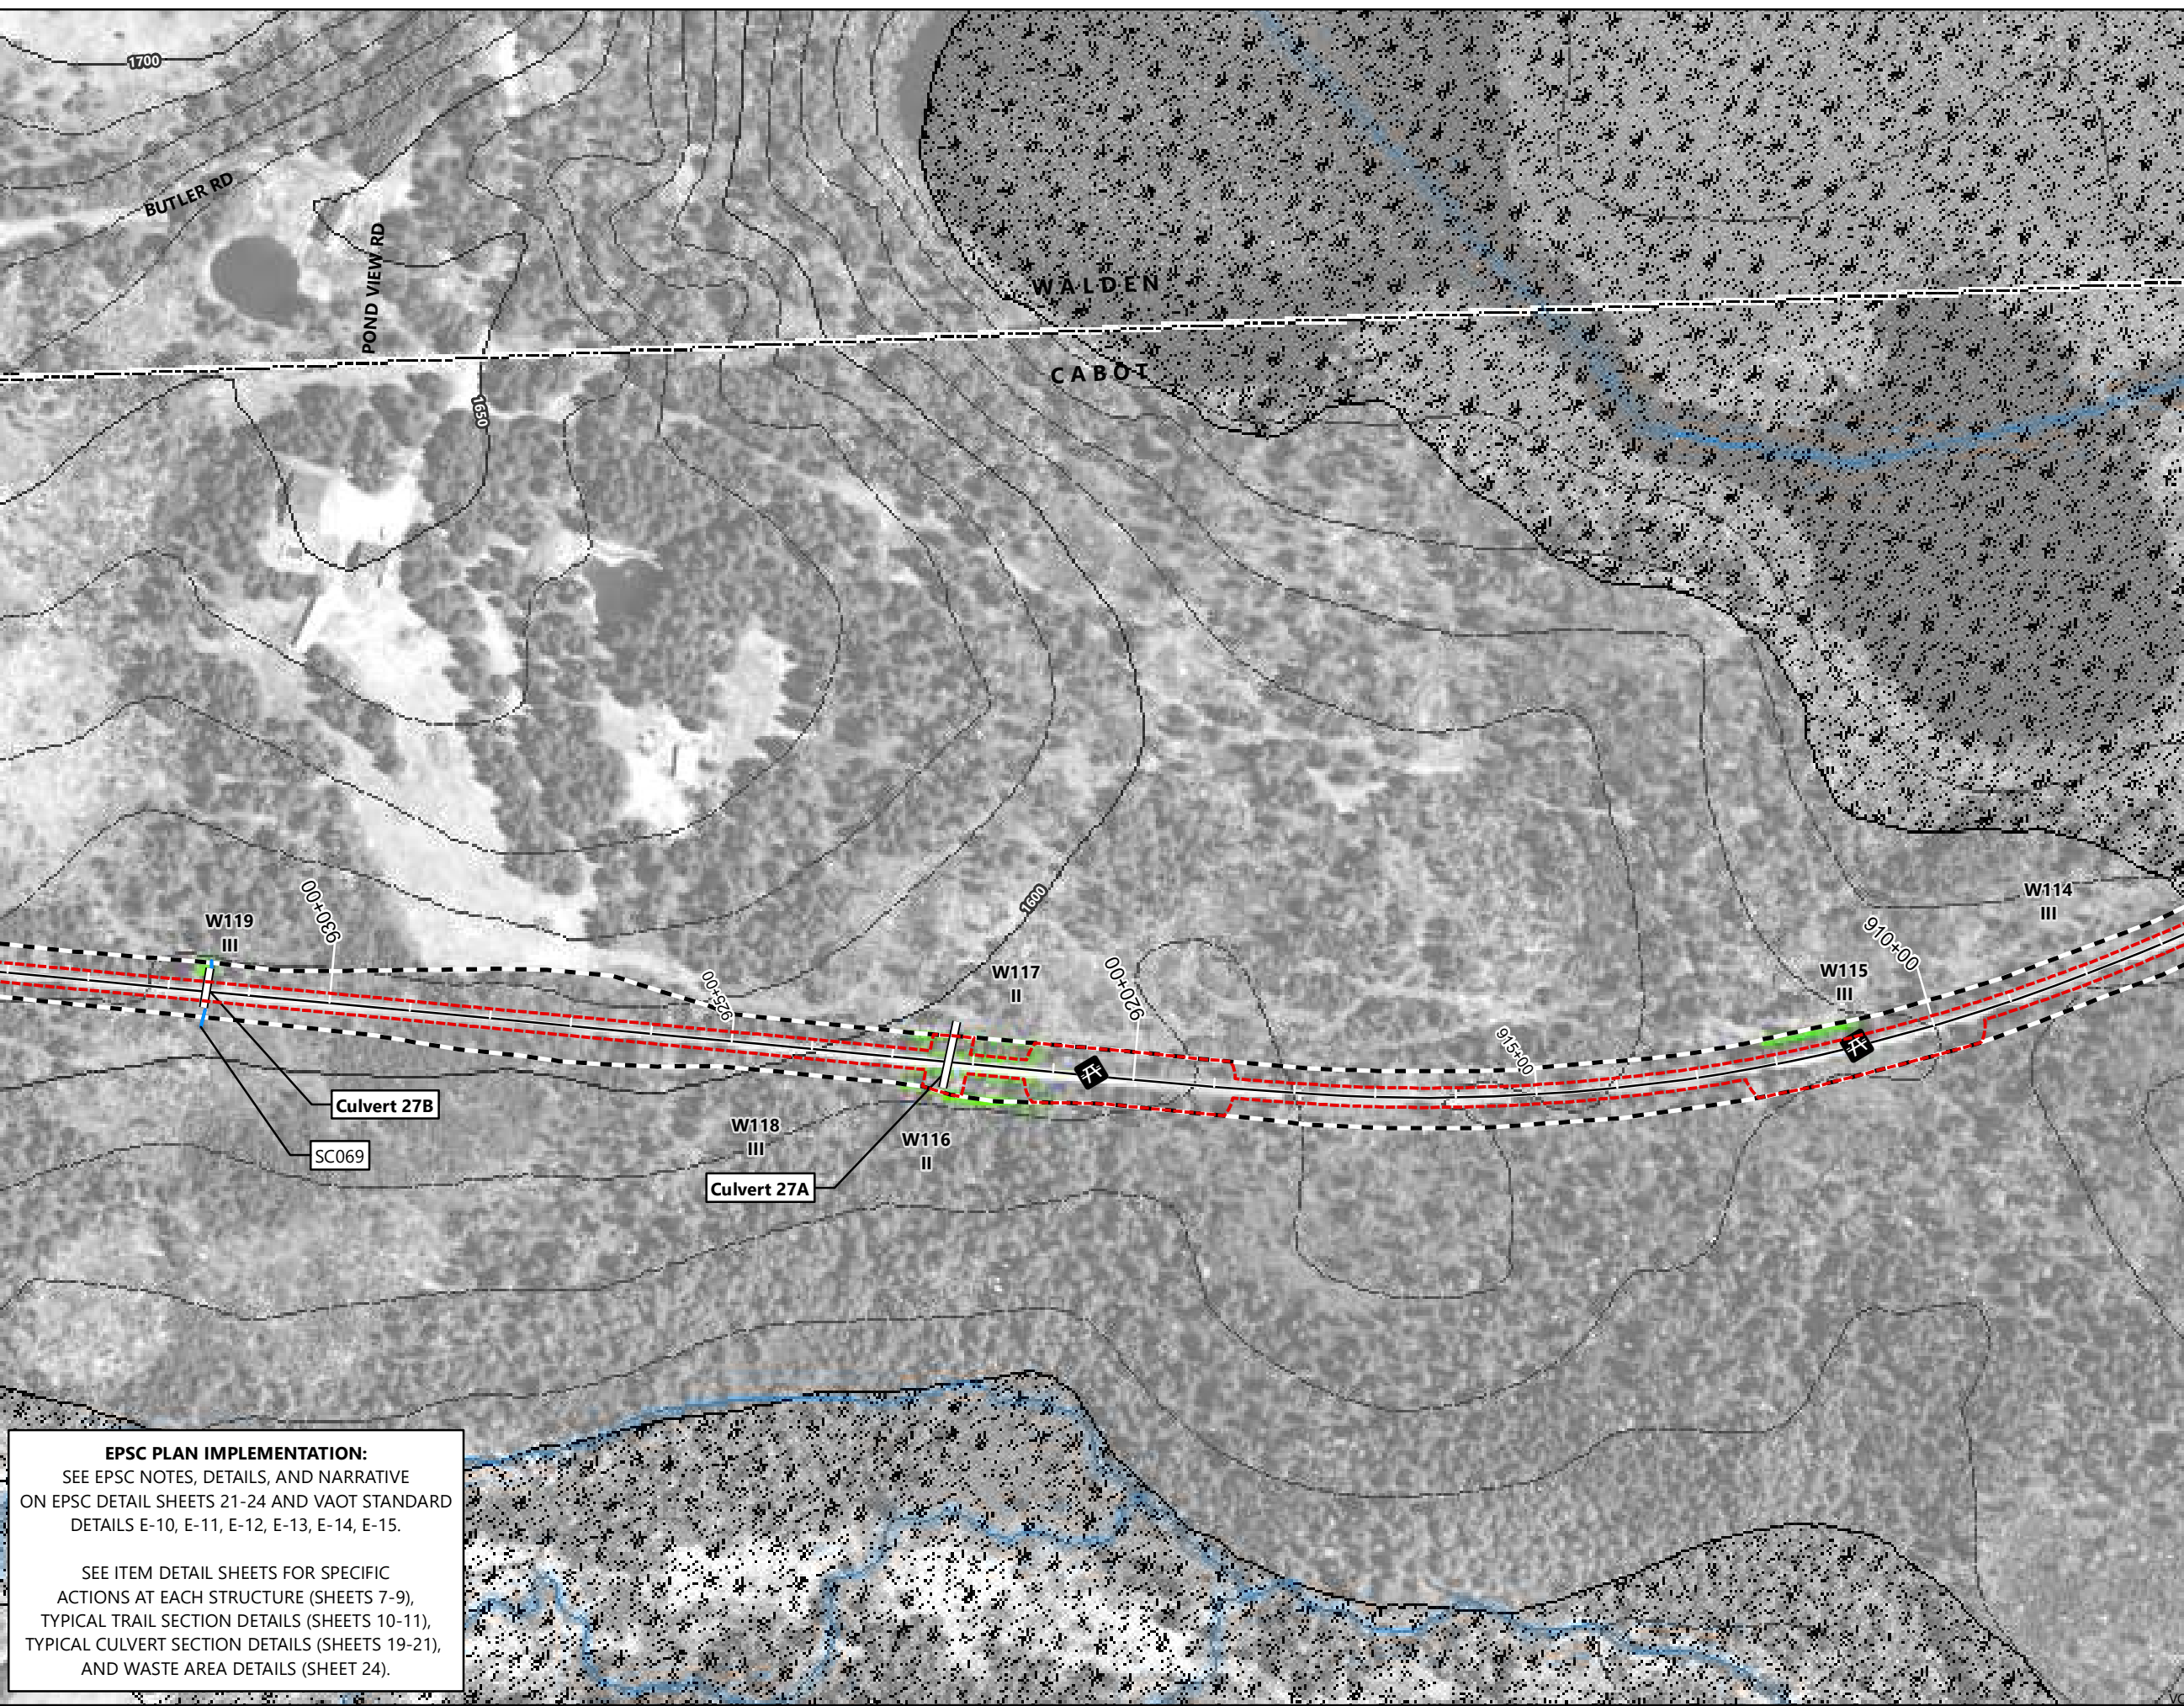 1700
BUTLER RD
POND VIEW RD
WALDEN
CABOT
1650
1600
W119
III
930+00
925+00
W117
II
920+00
915+00
W115
III
910+00
W114
III
Culvert 27B
SC069
W118
III
W116
II
Culvert 27A
EPSC PLAN IMPLEMENTATION:
SEE EPSC NOTES, DETAILS, AND NARRATIVE
ON EPSC DETAIL SHEETS 21-24 AND VAOT STANDARD
DETAILS E-10, E-11, E-12, E-13, E-14, E-15.
SEE ITEM DETAIL SHEETS FOR SPECIFIC
ACTIONS AT EACH STRUCTURE (SHEETS 7-9),
TYPICAL TRAIL SECTION DETAILS (SHEETS 10-11),
TYPICAL CULVERT SECTION DETAILS (SHEETS 19-21),
AND WASTE AREA DETAILS (SHEET 24).